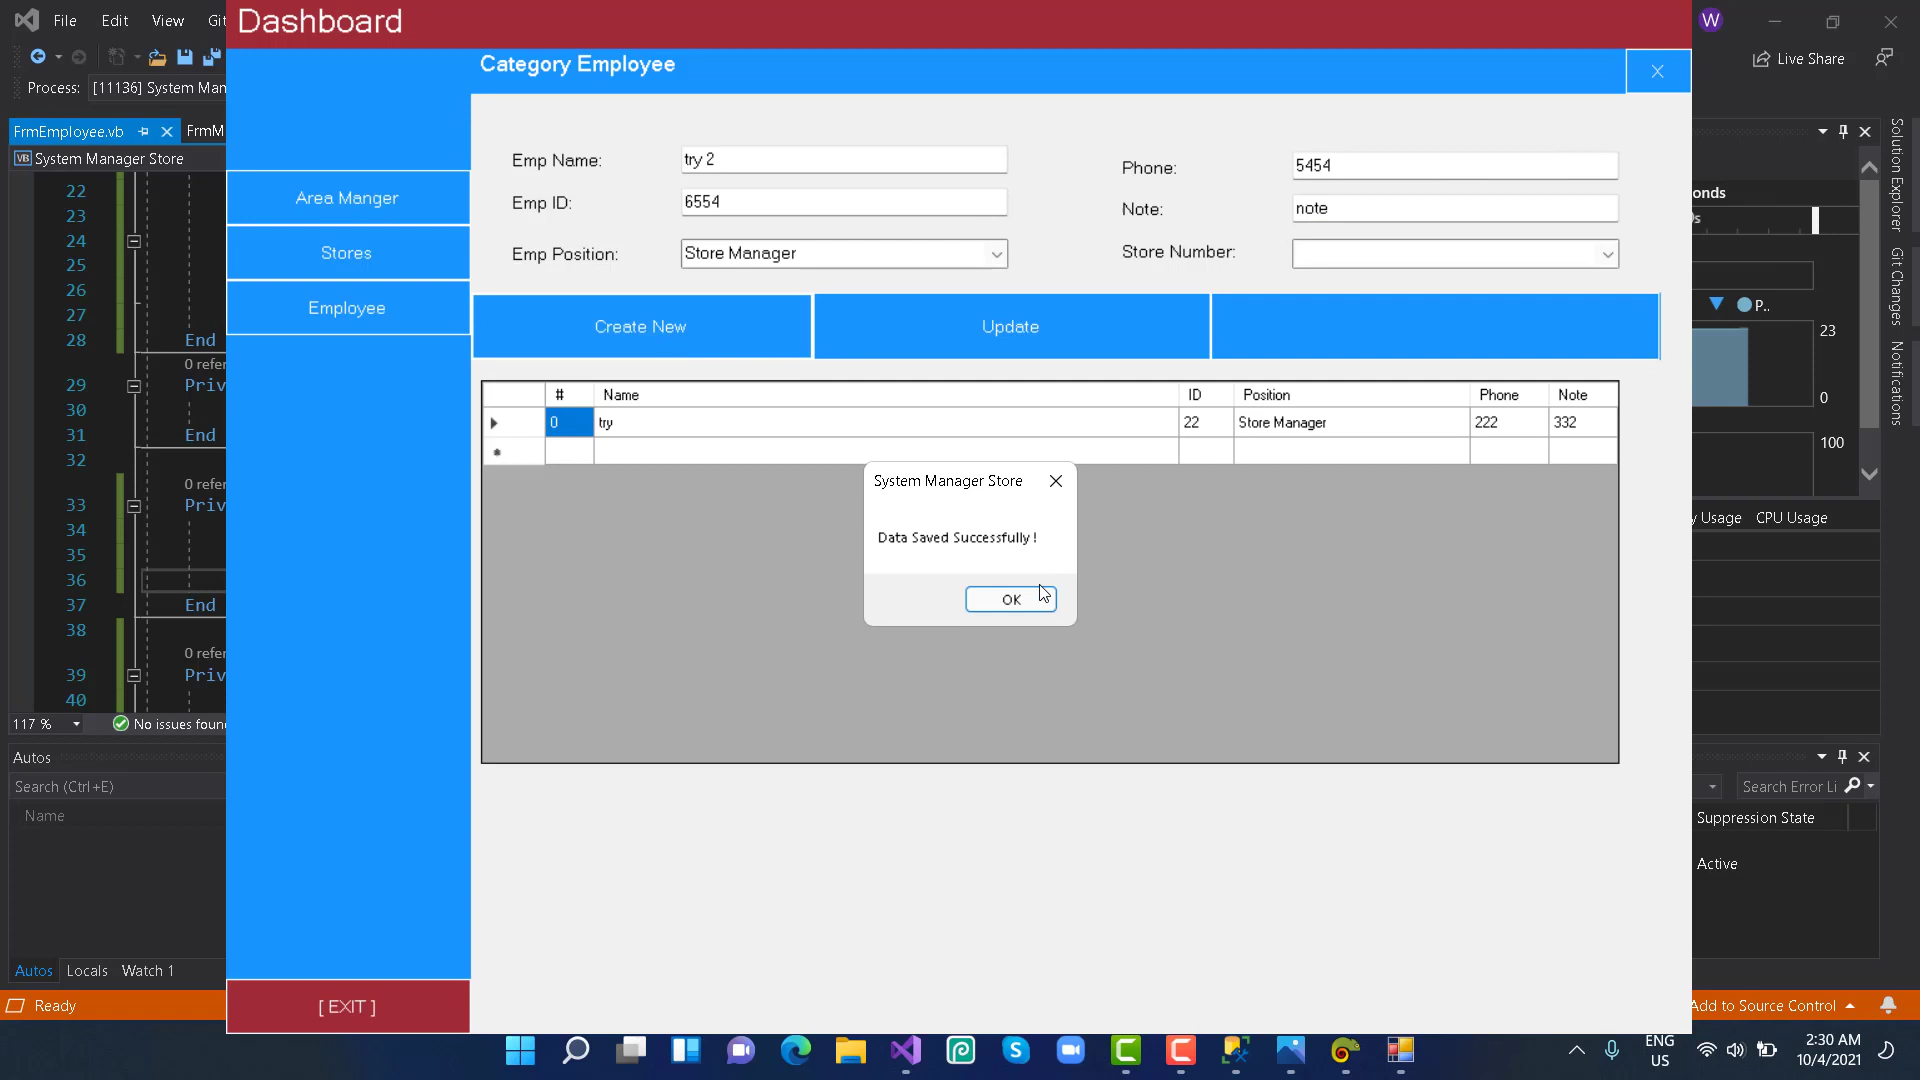 File Edit View Git
Dashboard
W
Process: [11136] System Man
Live Share
Category Employee
FrmEmployee.vb FrmM
System Manager Store
Emp Name: try 2
Phone: 5454
Emp ID: 6554
Note: note
Emp Position: Store Manager
Store Number:
Area Manger
Stores
Employee
Create New
Update
# Name ID Position Phone Note
0 try 22 Store Manager 222 332
System Manager Store
Data Saved Successfully !
OK
[ EXIT ]
22
23
24
25
26
27
28 End
0 refer
29 Priv
30
31 End
32
0 refer
33 Priv
34
35
36
37 End
38
0 refer
39 Priv
40
117 % No issues foun
Autos
Search (Ctrl+E)
Name
Autos Locals Watch 1
Ready
onds
s
P..
23
0
100
y Usage CPU Usage
Solution Explorer
Git Changes
Notifications
Search Error Li
Suppression State
Active
Add to Source Control
ENG
US
2:30 AM
10/4/2021